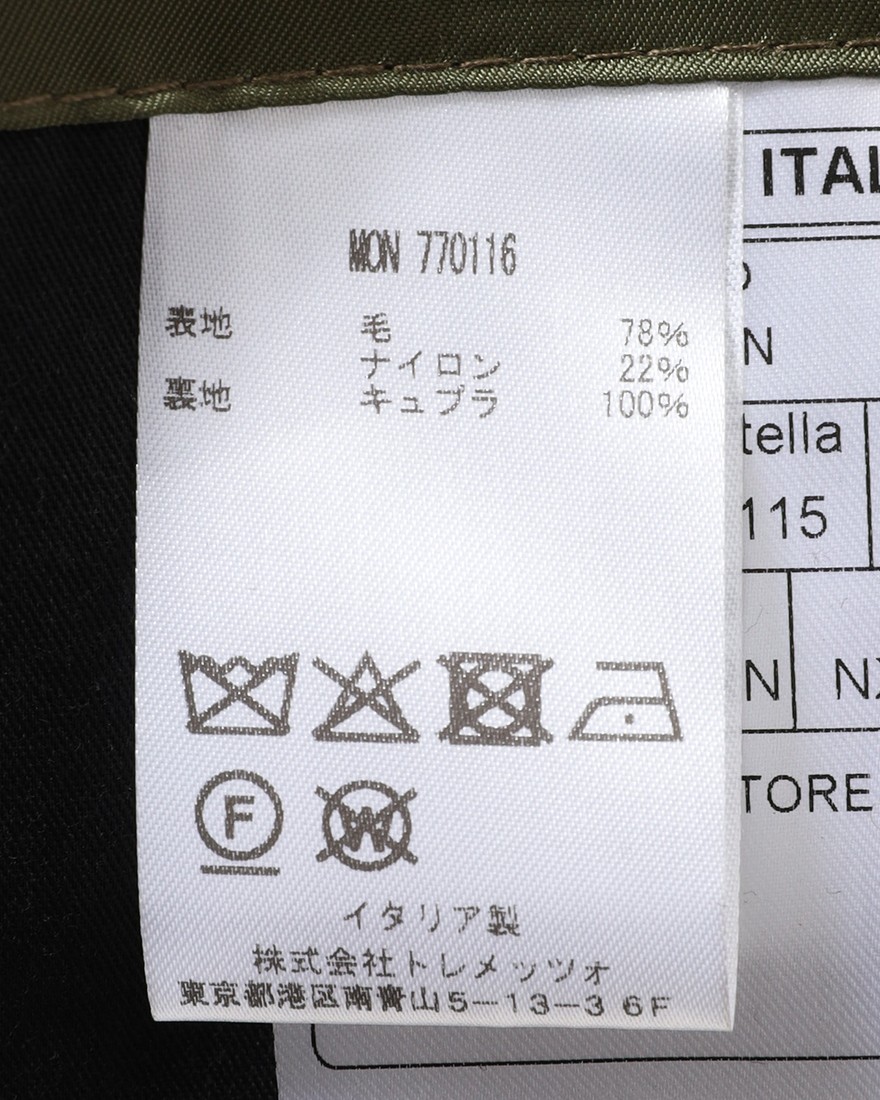 MON 770116
表地 毛 78%
ナイロン 22%
裏地 キュプラ 100%
F
W
イタリア製
株式会社トレメッツォ
東京都港区南青山5-13-3 6F
ITAL
N
tella
115
N
TORE